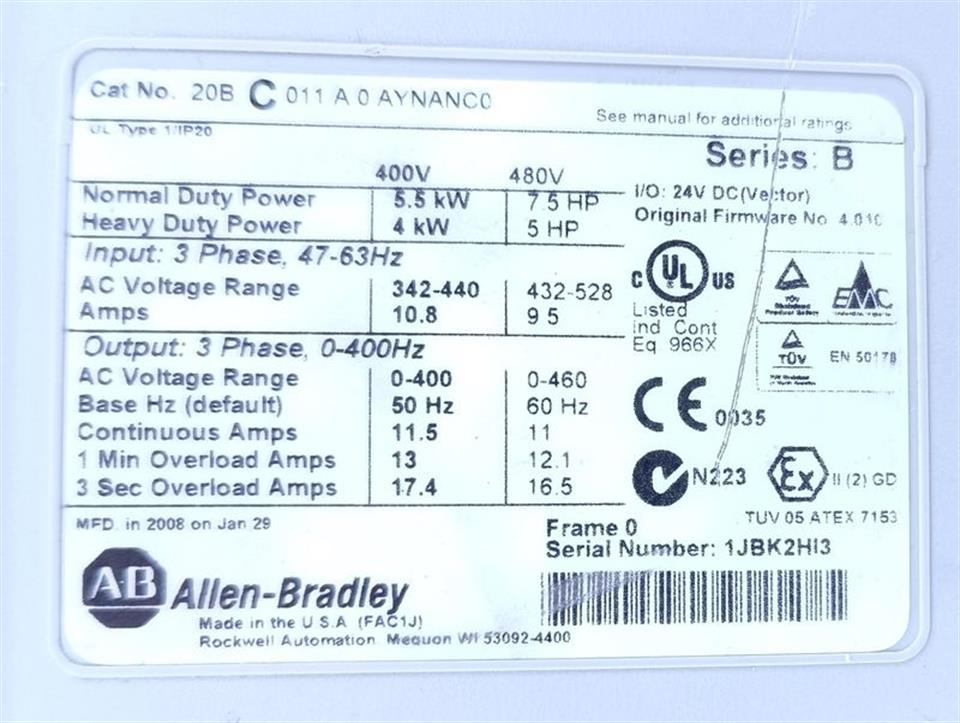 Cat No. 20B C 011 A 0 AYNANC0
See manual for additional ratings
UL Type 1/IP20
Series: B
400V 480V
I/O: 24V DC(Vector)
Normal Duty Power 5.5 kW 7.5 HP
Original Firmware No. 4.010
Heavy Duty Power 4 kW 5 HP
Input: 3 Phase, 47-63Hz
AC Voltage Range 342-440 432-528
Amps 10.8 9.5
C UL US
Listed
Ind Cont
Eq 966X
TÜV
Product Safety
EMC
TÜV
EN 50178
Output: 3 Phase, 0-400Hz
AC Voltage Range 0-400 0-460
Base Hz (default) 50 Hz 60 Hz
Continuous Amps 11.5 11
1 Min Overload Amps 13 12.1
3 Sec Overload Amps 17.4 16.5
CE 0035
N223
Ex II (2) GD
TUV 05 ATEX 7153
MFD. in 2008 on Jan 29
Frame 0
Serial Number: 1JBK2HI3
A-B Allen-Bradley
Made in the U.S.A. (FAC1J)
Rockwell Automation Mequon WI 53092-4400